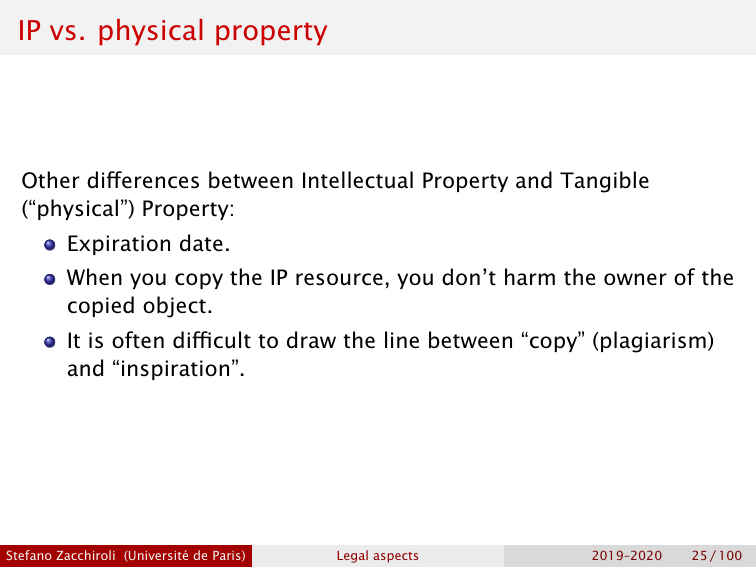 IP vs. physical property
Other differences between Intellectual Property and Tangible
(“physical”) Property:
Expiration date.
When you copy the IP resource, you don’t harm the owner of the
copied object.
It is often difficult to draw the line between “copy” (plagiarism)
and “inspiration”.
Stefano Zacchiroli (Université de Paris) Legal aspects 2019–2020 25 / 100